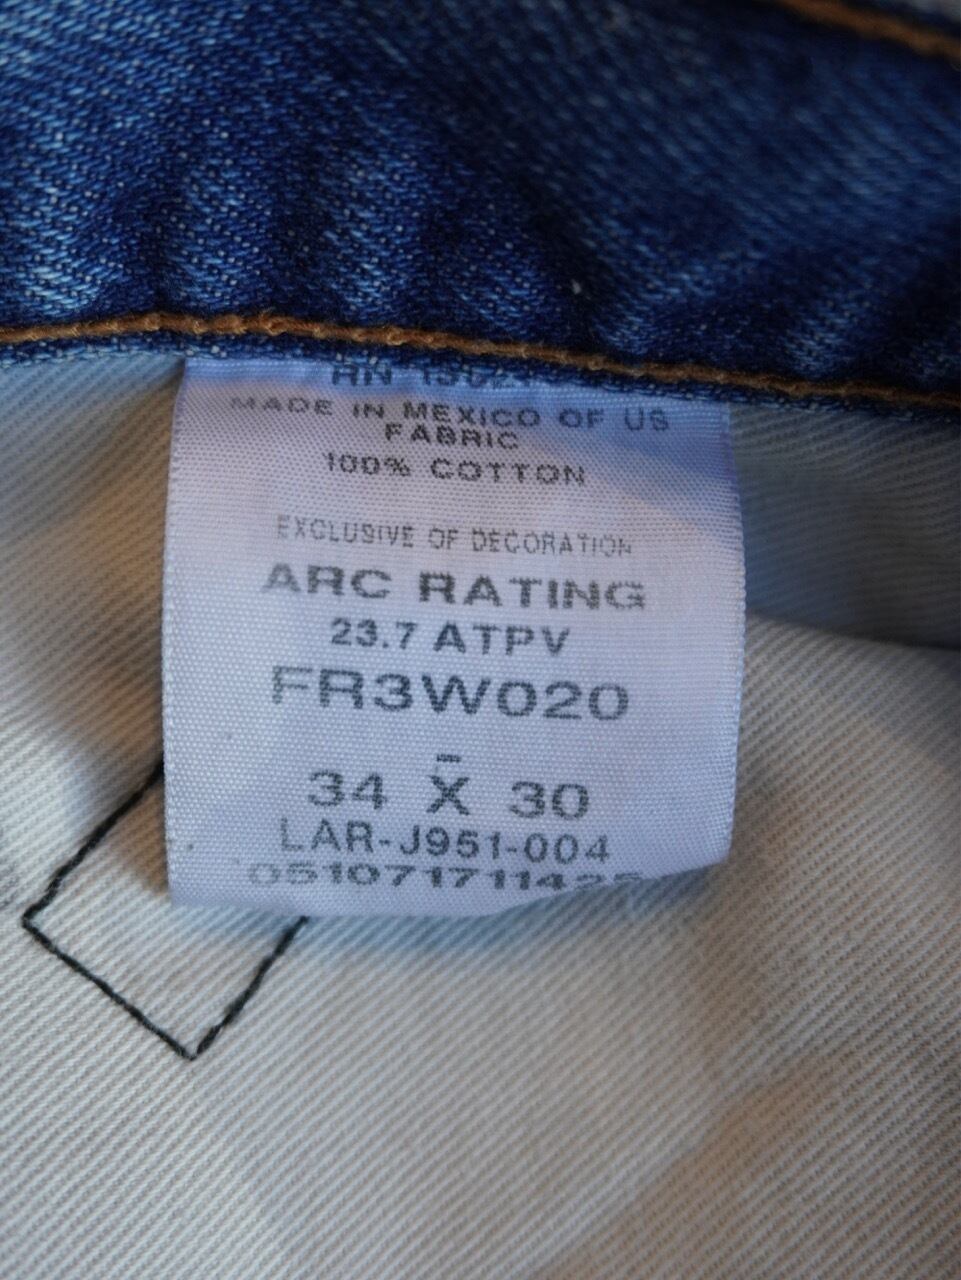 MADE IN MEXICO OF US
FABRIC
100% COTTON
EXCLUSIVE OF DECORATION
ARC RATING
23.7 ATPV
FR3W020
34 X̄ 30
LAR-J951-004